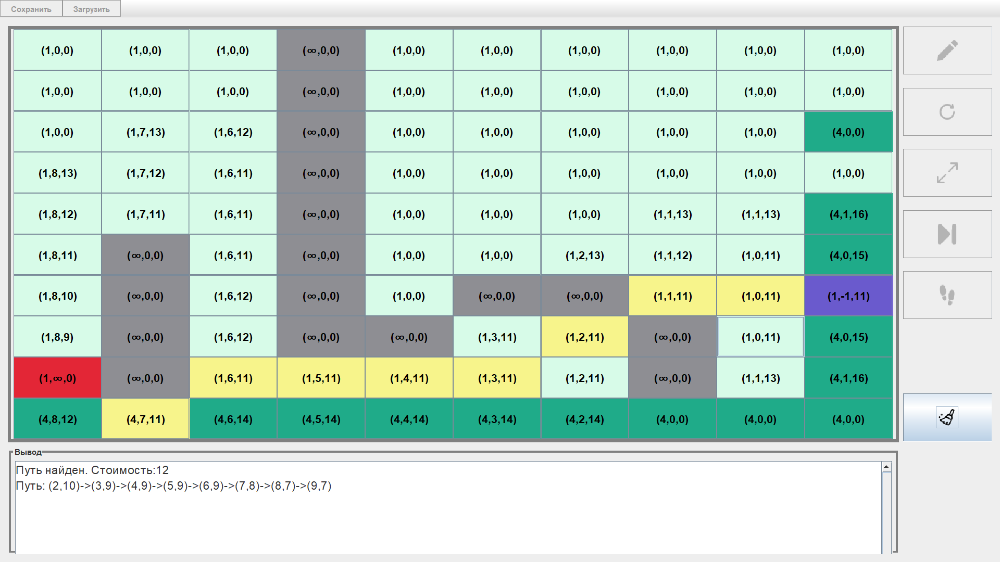 Сохранить Загрузить
(1,0,0) (1,0,0) (1,0,0) (∞,0,0) (1,0,0) (1,0,0) (1,0,0) (1,0,0) (1,0,0) (1,0,0)
(1,0,0) (1,0,0) (1,0,0) (∞,0,0) (1,0,0) (1,0,0) (1,0,0) (1,0,0) (1,0,0) (1,0,0)
(1,0,0) (1,7,13) (1,6,12) (∞,0,0) (1,0,0) (1,0,0) (1,0,0) (1,0,0) (1,0,0) (4,0,0)
(1,8,13) (1,7,12) (1,6,11) (∞,0,0) (1,0,0) (1,0,0) (1,0,0) (1,0,0) (1,0,0) (1,0,0)
(1,8,12) (1,7,11) (1,6,11) (∞,0,0) (1,0,0) (1,0,0) (1,0,0) (1,1,13) (1,1,13) (4,1,16)
(1,8,11) (∞,0,0) (1,6,11) (∞,0,0) (1,0,0) (1,0,0) (1,2,13) (1,1,12) (1,0,11) (4,0,15)
(1,8,10) (∞,0,0) (1,6,12) (∞,0,0) (1,0,0) (∞,0,0) (∞,0,0) (1,1,11) (1,0,11) (1,-1,11)
(1,8,9) (∞,0,0) (1,6,12) (∞,0,0) (∞,0,0) (1,3,11) (1,2,11) (∞,0,0) (1,0,11) (4,0,15)
(1,∞,0) (∞,0,0) (1,6,11) (1,5,11) (1,4,11) (1,3,11) (1,2,11) (∞,0,0) (1,1,13) (4,1,16)
(4,8,12) (4,7,11) (4,6,14) (4,5,14) (4,4,14) (4,3,14) (4,2,14) (4,0,0) (4,0,0) (4,0,0)
Вывод
Путь найден. Стоимость:12
Путь: (2,10)->(3,9)->(4,9)->(5,9)->(6,9)->(7,8)->(8,7)->(9,7)